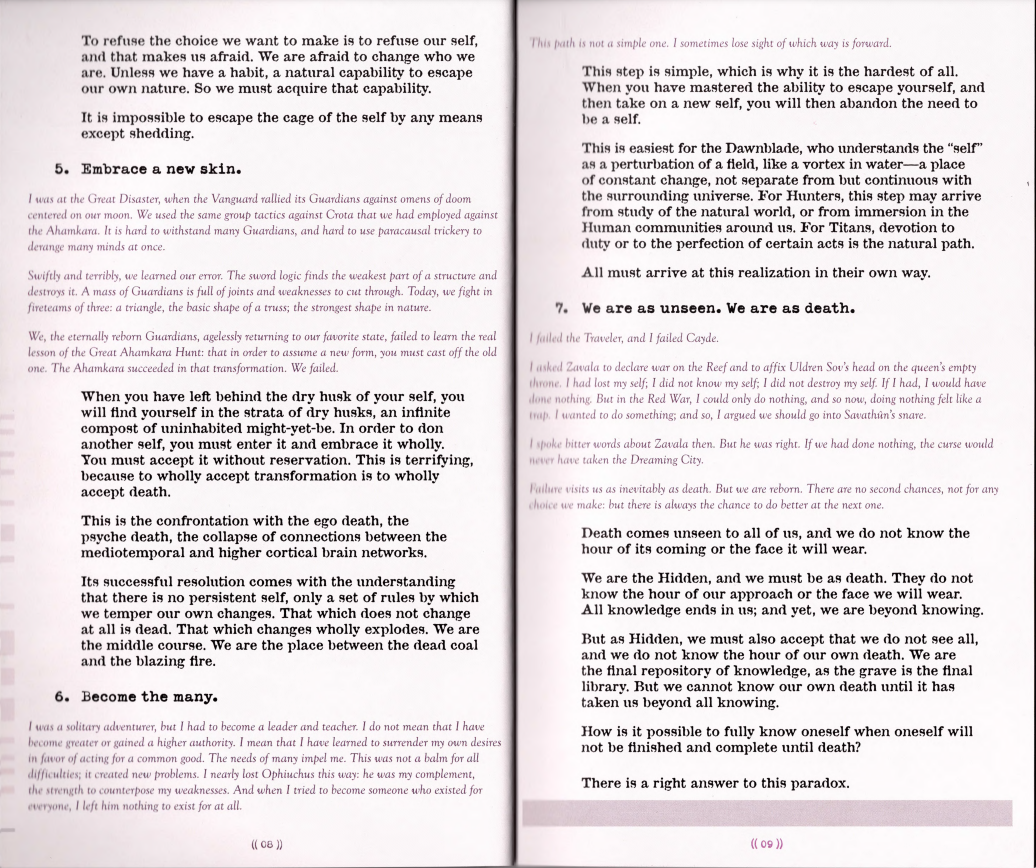 To refuse the choice we want to make is to refuse our self,
and that makes us afraid. We are afraid to change who we
are. Unless we have a habit, a natural capability to escape
our own nature. So we must acquire that capability.
It is impossible to escape the cage of the self by any means
except shedding.
5. Embrace a new skin.
I was at the Great Disaster, when the Vanguard rallied its Guardians against omens of doom
centered on our moon. We used the same group tactics against Crota that we had employed against
the Ahamkara. It is hard to withstand many Guardians, and hard to use paracausal trickery to
derange many minds at once.
Swiftly and terribly, we learned our error. The sword logic finds the weakest part of a structure and
destroys it. A mass of Guardians is full of joints and weaknesses to cut through. Today, we fight in
fireteams of three: a triangle, the basic shape of a truss; the strongest shape in nature.
We, the eternally reborn Guardians, agelessly returning to our favorite state, failed to learn the real
lesson of the Great Ahamkara Hunt: that in order to assume a new form, you must cast off the old
one. The Ahamkara succeeded in that transformation. We failed.
When you have left behind the dry husk of your self, you
will find yourself in the strata of dry husks, an infinite
compost of uninhabited might-yet-be. In order to don
another self, you must enter it and embrace it wholly.
You must accept it without reservation. This is terrifying,
because to wholly accept transformation is to wholly
accept death.
This is the confrontation with the ego death, the
psyche death, the collapse of connections between the
mediotemporal and higher cortical brain networks.
Its successful resolution comes with the understanding
that there is no persistent self, only a set of rules by which
we temper our own changes. That which does not change
at all is dead. That which changes wholly explodes. We are
the middle course. We are the place between the dead coal
and the blazing fire.
6. Become the many.
I was a solitary adventurer, but I had to become a leader and teacher. I do not mean that I have
become greater or gained a higher authority. I mean that I have learned to surrender my own desires
in favor of acting for a common good. The needs of many impel me. This was not a balm for all
difficulties; it created new problems. I nearly lost Ophiuchus this way: he was my complement,
the strength to counterpose my weaknesses. And when I tried to become someone who existed for
everyone, I left him nothing to exist for at all.
(( 08 ))
This path is not a simple one. I sometimes lose sight of which way is forward.
This step is simple, which is why it is the hardest of all.
When you have mastered the ability to escape yourself, and
then take on a new self, you will then abandon the need to
be a self.
This is easiest for the Dawnblade, who understands the “self”
as a perturbation of a field, like a vortex in water—a place
of constant change, not separate from but continuous with
the surrounding universe. For Hunters, this step may arrive
from study of the natural world, or from immersion in the
Human communities around us. For Titans, devotion to
duty or to the perfection of certain acts is the natural path.
All must arrive at this realization in their own way.
7. We are as unseen. We are as death.
I failed the Traveler, and I failed Cayde.
I asked Zavala to declare war on the Reef and to affix Uldren Sov's head on the queen's empty
throne. I had lost my self; I did not know my self; I did not destroy my self. If I had, I would have
done nothing. But in the Red War, I could only do nothing, and so now, doing nothing felt like a
trap. I wanted to do something; and so, I argued we should go into Savathûn's snare.
I spoke bitter words about Zavala then. But he was right. If we had done nothing, the curse would
never have taken the Dreaming City.
Failure visits us as inevitably as death. But we are reborn. There are no second chances, not for any
choice we make: but there is always the chance to do better at the next one.
Death comes unseen to all of us, and we do not know the
hour of its coming or the face it will wear.
We are the Hidden, and we must be as death. They do not
know the hour of our approach or the face we will wear.
All knowledge ends in us; and yet, we are beyond knowing.
But as Hidden, we must also accept that we do not see all,
and we do not know the hour of our own death. We are
the final repository of knowledge, as the grave is the final
library. But we cannot know our own death until it has
taken us beyond all knowing.
How is it possible to fully know oneself when oneself will
not be finished and complete until death?
There is a right answer to this paradox.
(( 09 ))